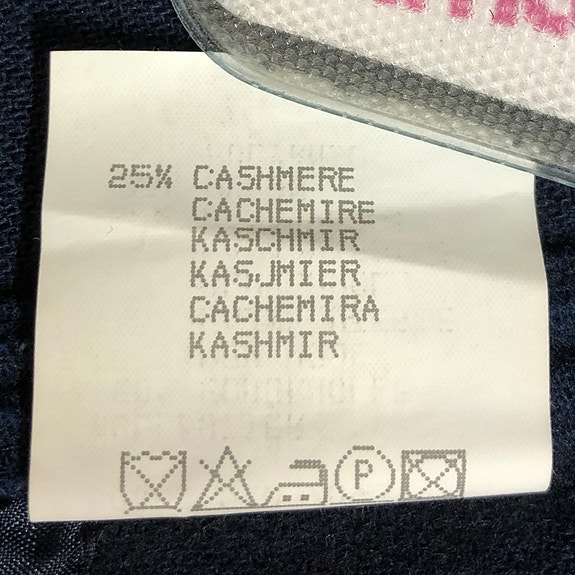 25% CASHMERE
CACHEMIRE
KASCHMIR
KASJMIER
CACHEMIRA
KASHMIR
P